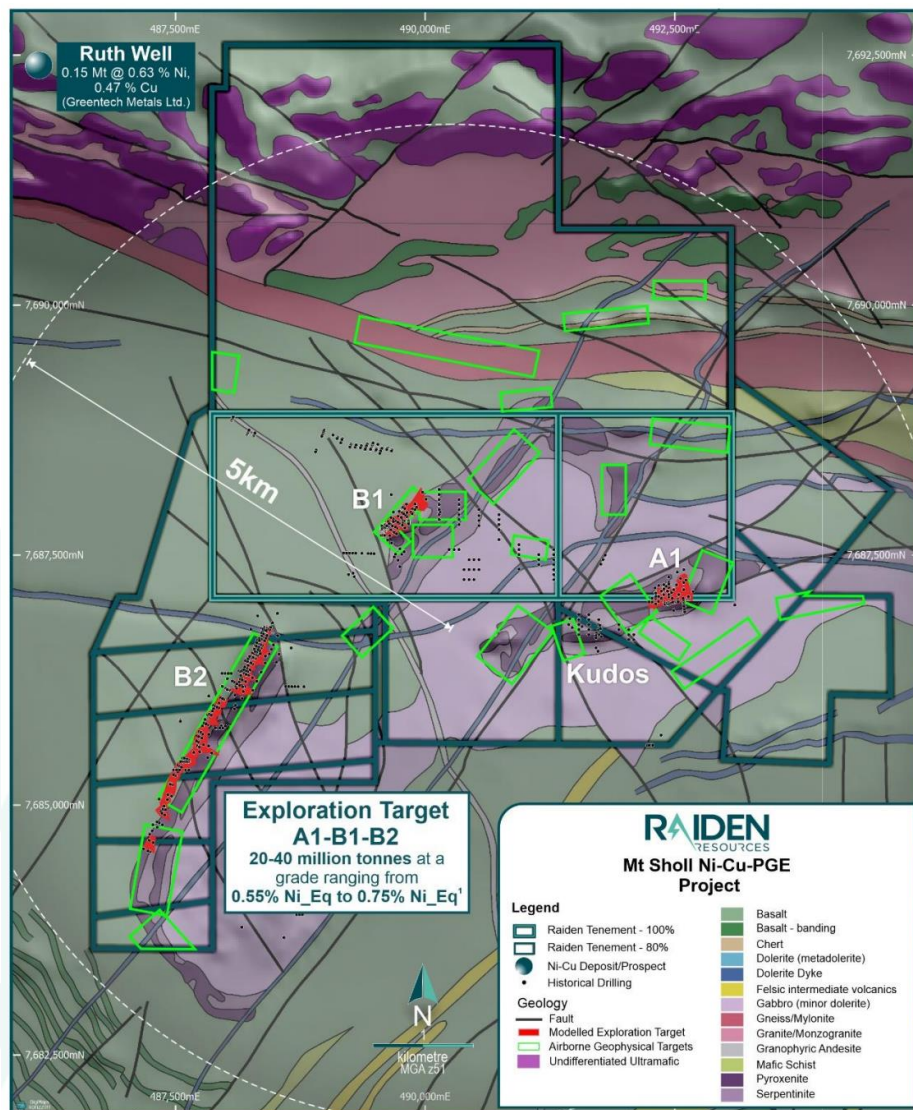 487,500mE
490,000mE
492,500mE
Ruth Well
0.15 Mt @ 0.63 % Ni,
0.47 % Cu
(Greentech Metals Ltd.)
7,692,500mN
7,690,000mN
7,690,000mN
5km
B1
7,687,500mN
7,687,500mN
A1
B2
Kudos
7,685,000mN
Exploration Target
A1-B1-B2
20-40 million tonnes at a
grade ranging from
0.55% Ni_Eq to 0.75% Ni_Eq¹
RAIDEN
RESOURCES
Mt Sholl Ni-Cu-PGE
Project
Legend
Raiden Tenement - 100%
Raiden Tenement - 80%
Ni-Cu Deposit/Prospect
Historical Drilling
Geology
Fault
Modelled Exploration Target
Airborne Geophysical Targets
Undifferentiated Ultramafic
Basalt
Basalt - banding
Chert
Dolerite (metadolerite)
Dolerite Dyke
Felsic intermediate volcanics
Gabbro (minor dolerite)
Gneiss/Mylonite
Granite/Monzogranite
Granophyric Andesite
Mafic Schist
Pyroxenite
Serpentinite
N
1
kilometre
MGA z51
7,682,500mN
487,500mE
490,000mE